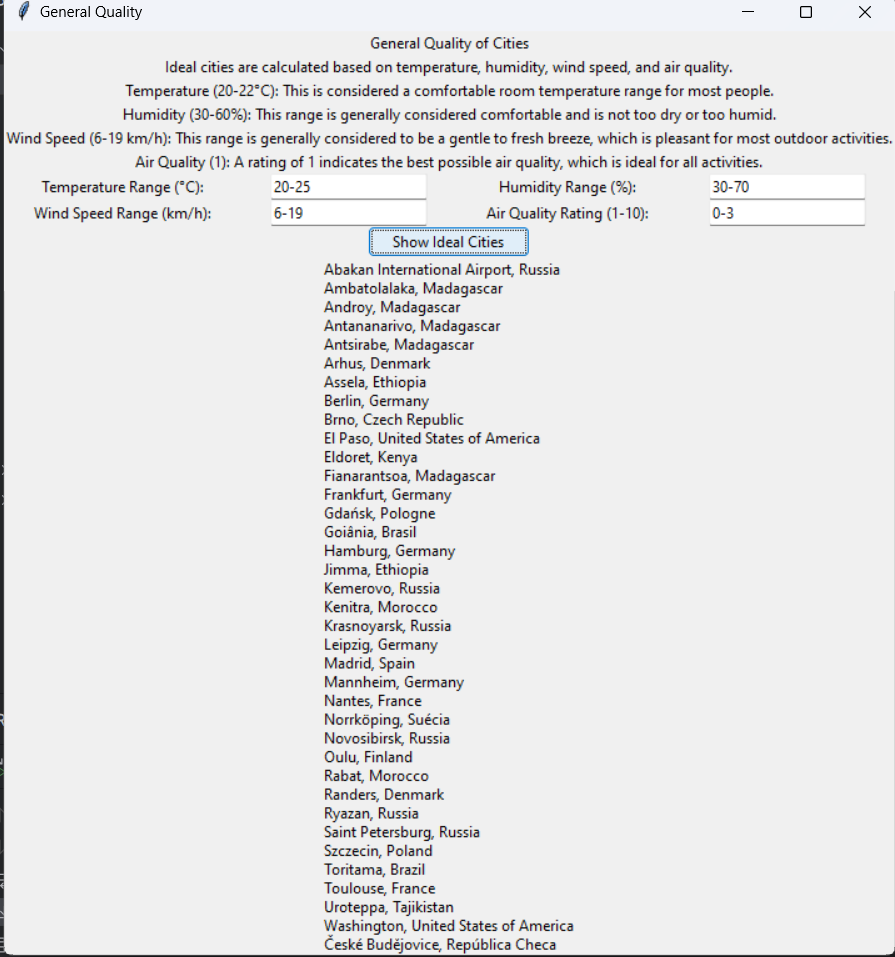 General Quality
General Quality of Cities
Ideal cities are calculated based on temperature, humidity, wind speed, and air quality.
Temperature (20-22°C): This is considered a comfortable room temperature range for most people.
Humidity (30-60%): This range is generally considered comfortable and is not too dry or too humid.
Wind Speed (6-19 km/h): This range is generally considered to be a gentle to fresh breeze, which is pleasant for most outdoor activities.
Air Quality (1): A rating of 1 indicates the best possible air quality, which is ideal for all activities.
Temperature Range (°C): 20-25 Humidity Range (%): 30-70
Wind Speed Range (km/h): 6-19 Air Quality Rating (1-10): 0-3
Show Ideal Cities
Abakan International Airport, Russia
Ambatolalaka, Madagascar
Androy, Madagascar
Antananarivo, Madagascar
Antsirabe, Madagascar
Arhus, Denmark
Assela, Ethiopia
Berlin, Germany
Brno, Czech Republic
El Paso, United States of America
Eldoret, Kenya
Fianarantsoa, Madagascar
Frankfurt, Germany
Gdańsk, Pologne
Goiânia, Brasil
Hamburg, Germany
Jimma, Ethiopia
Kemerovo, Russia
Kenitra, Morocco
Krasnoyarsk, Russia
Leipzig, Germany
Madrid, Spain
Mannheim, Germany
Nantes, France
Norrköping, Suécia
Novosibirsk, Russia
Oulu, Finland
Rabat, Morocco
Randers, Denmark
Ryazan, Russia
Saint Petersburg, Russia
Szczecin, Poland
Toritama, Brazil
Toulouse, France
Uroteppa, Tajikistan
Washington, United States of America
České Budějovice, República Checa